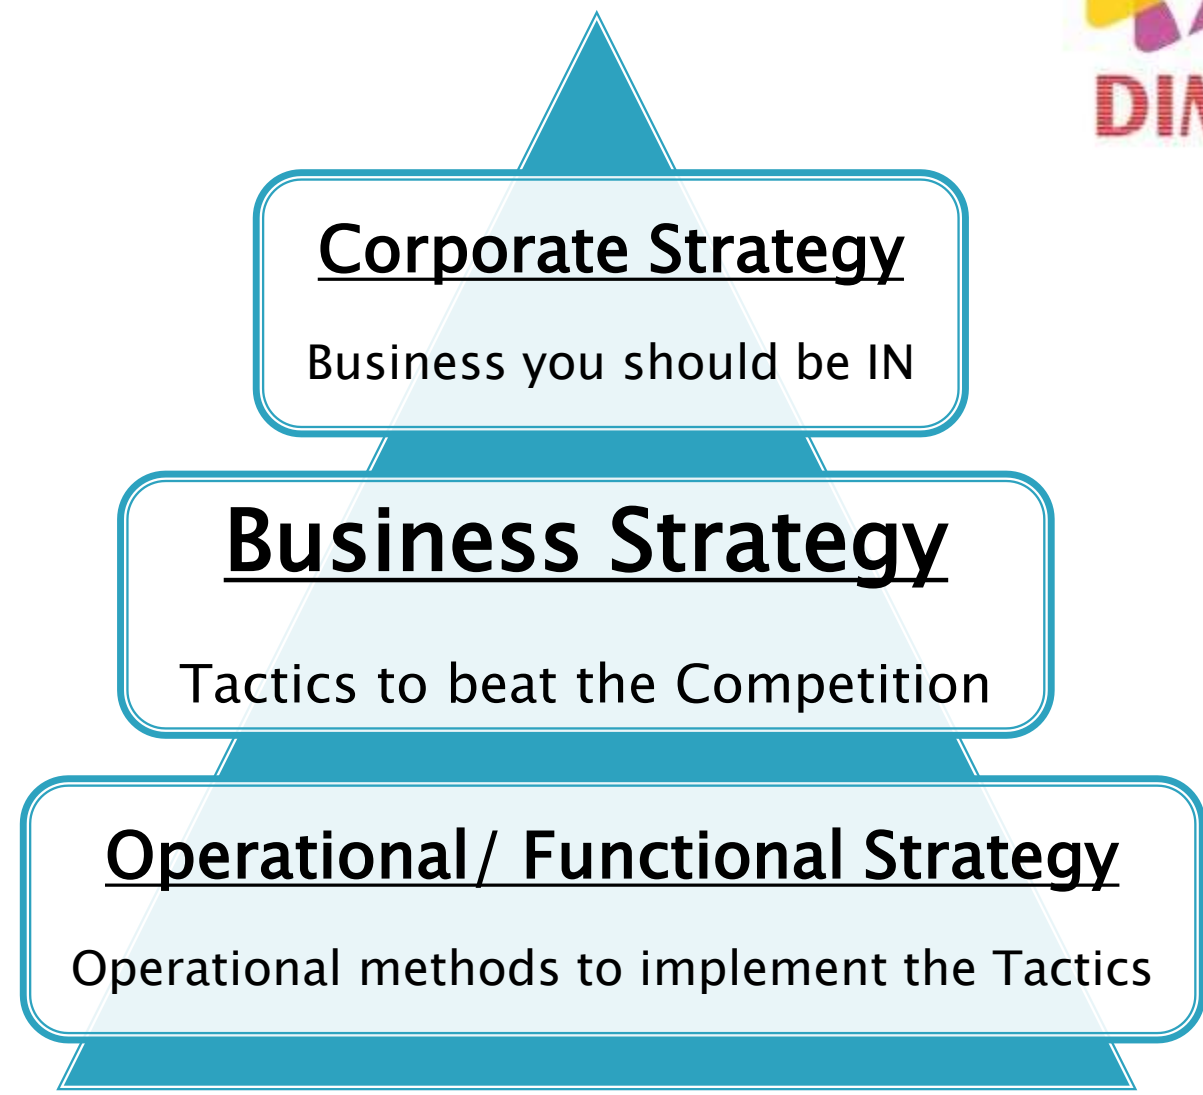 Corporate Strategy
Business you should be IN
Business Strategy
Tactics to beat the Competition
Operational/ Functional Strategy
Operational methods to implement the Tactics